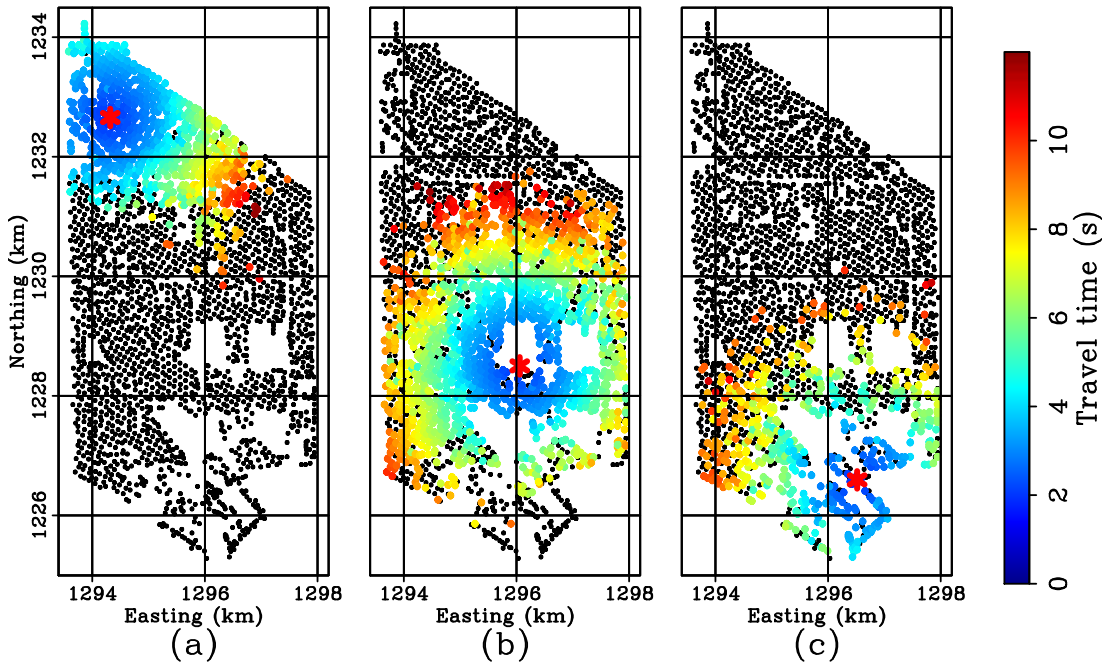 1234
1232
1230
1228
1226
Northing (km)
1294 1296 1298
1294 1296 1298
1294 1296 1298
Easting (km)
Easting (km)
Easting (km)
(a)
(b)
(c)
10
8
6
4
2
0
Travel time (s)